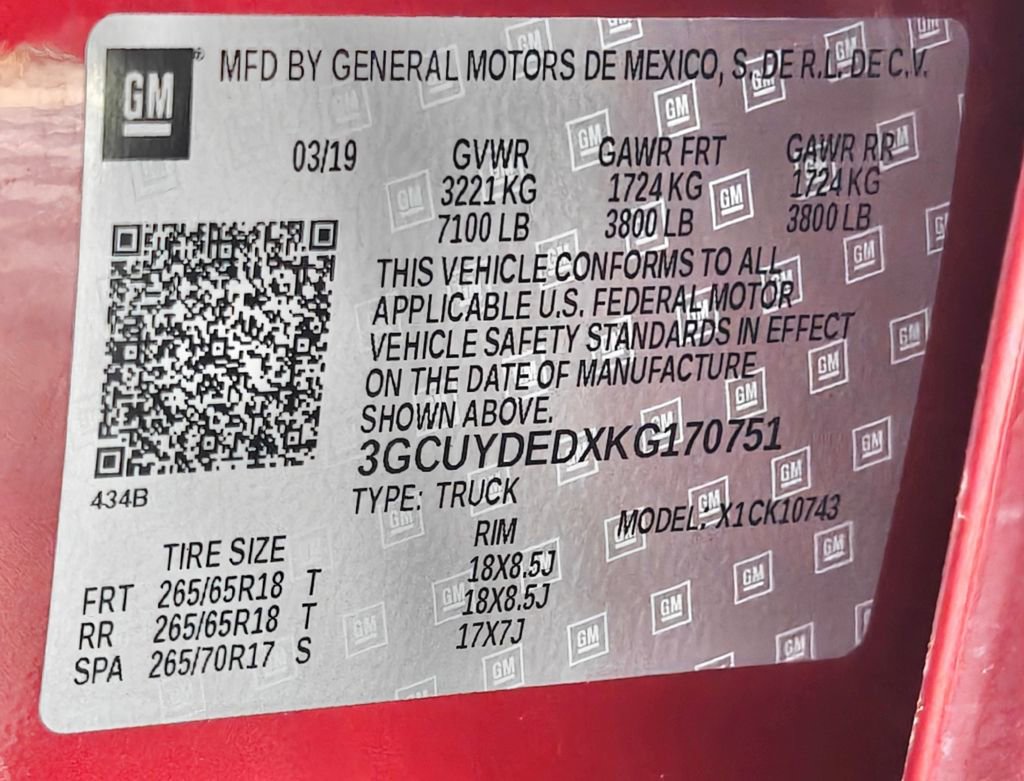 GM ® MFD BY GENERAL MOTORS DE MEXICO, S. DE R.L. DE C.V.
03/19 GVWR GAWR FRT GAWR RR
3221 KG 1724 KG 1724 KG
7100 LB 3800 LB 3800 LB
THIS VEHICLE CONFORMS TO ALL
APPLICABLE U.S. FEDERAL MOTOR
VEHICLE SAFETY STANDARDS IN EFFECT
ON THE DATE OF MANUFACTURE
SHOWN ABOVE.
3GCUYDEDXKG170751
434B
TYPE: TRUCK MODEL: X1CK10743
TIRE SIZE RIM
FRT 265/65R18 T 18X8.5J
RR 265/65R18 T 18X8.5J
SPA 265/70R17 S 17X7J